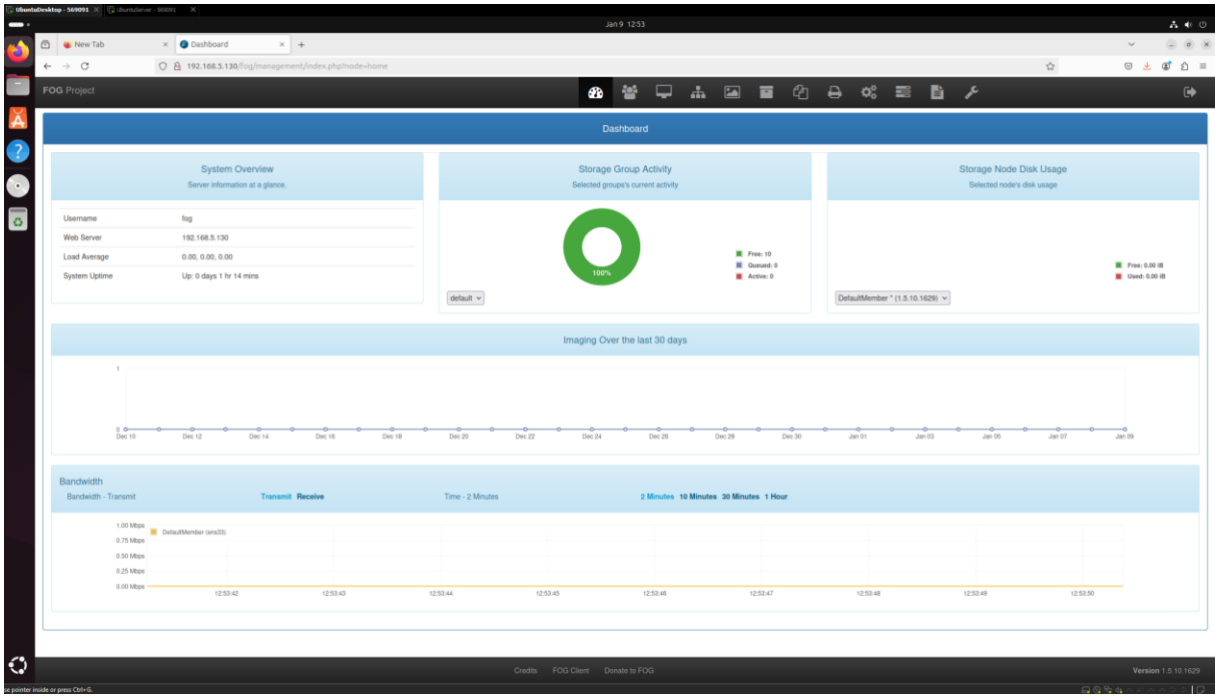 UbuntuDesktop - 569091 × UbuntuServer - 569091 ×
Jan 9 12:53
New Tab × Dashboard × +
192.168.5.130/fog/management/index.php?node=home
FOG Project
Dashboard
System Overview
Server information at a glance.
Username fog
Web Server 192.168.5.130
Load Average 0.00, 0.00, 0.00
System Uptime Up: 0 days 1 hr 14 mins
Storage Group Activity
Selected groups's current activity
100%
Free: 10
Queued: 0
Active: 0
default
Storage Node Disk Usage
Selected node's disk usage
Free: 0.00 iB
Used: 0.00 iB
DefaultMember * (1.5.10.1629)
Imaging Over the last 30 days
1
0
Dec 10 Dec 12 Dec 14 Dec 16 Dec 18 Dec 20 Dec 22 Dec 24 Dec 26 Dec 28 Dec 30 Jan 01 Jan 03 Jan 05 Jan 07 Jan 09
Bandwidth
Bandwidth - Transmit Transmit Receive Time - 2 Minutes 2 Minutes 10 Minutes 30 Minutes 1 Hour
1.00 Mbps
DefaultMember (ens33)
0.75 Mbps
0.50 Mbps
0.25 Mbps
0.00 Mbps
12:53:42 12:53:43 12:53:44 12:53:45 12:53:46 12:53:47 12:53:48 12:53:49 12:53:50
Credits FOG Client Donate to FOG Version 1.5.10.1629
se pointer inside or press Ctrl+G.